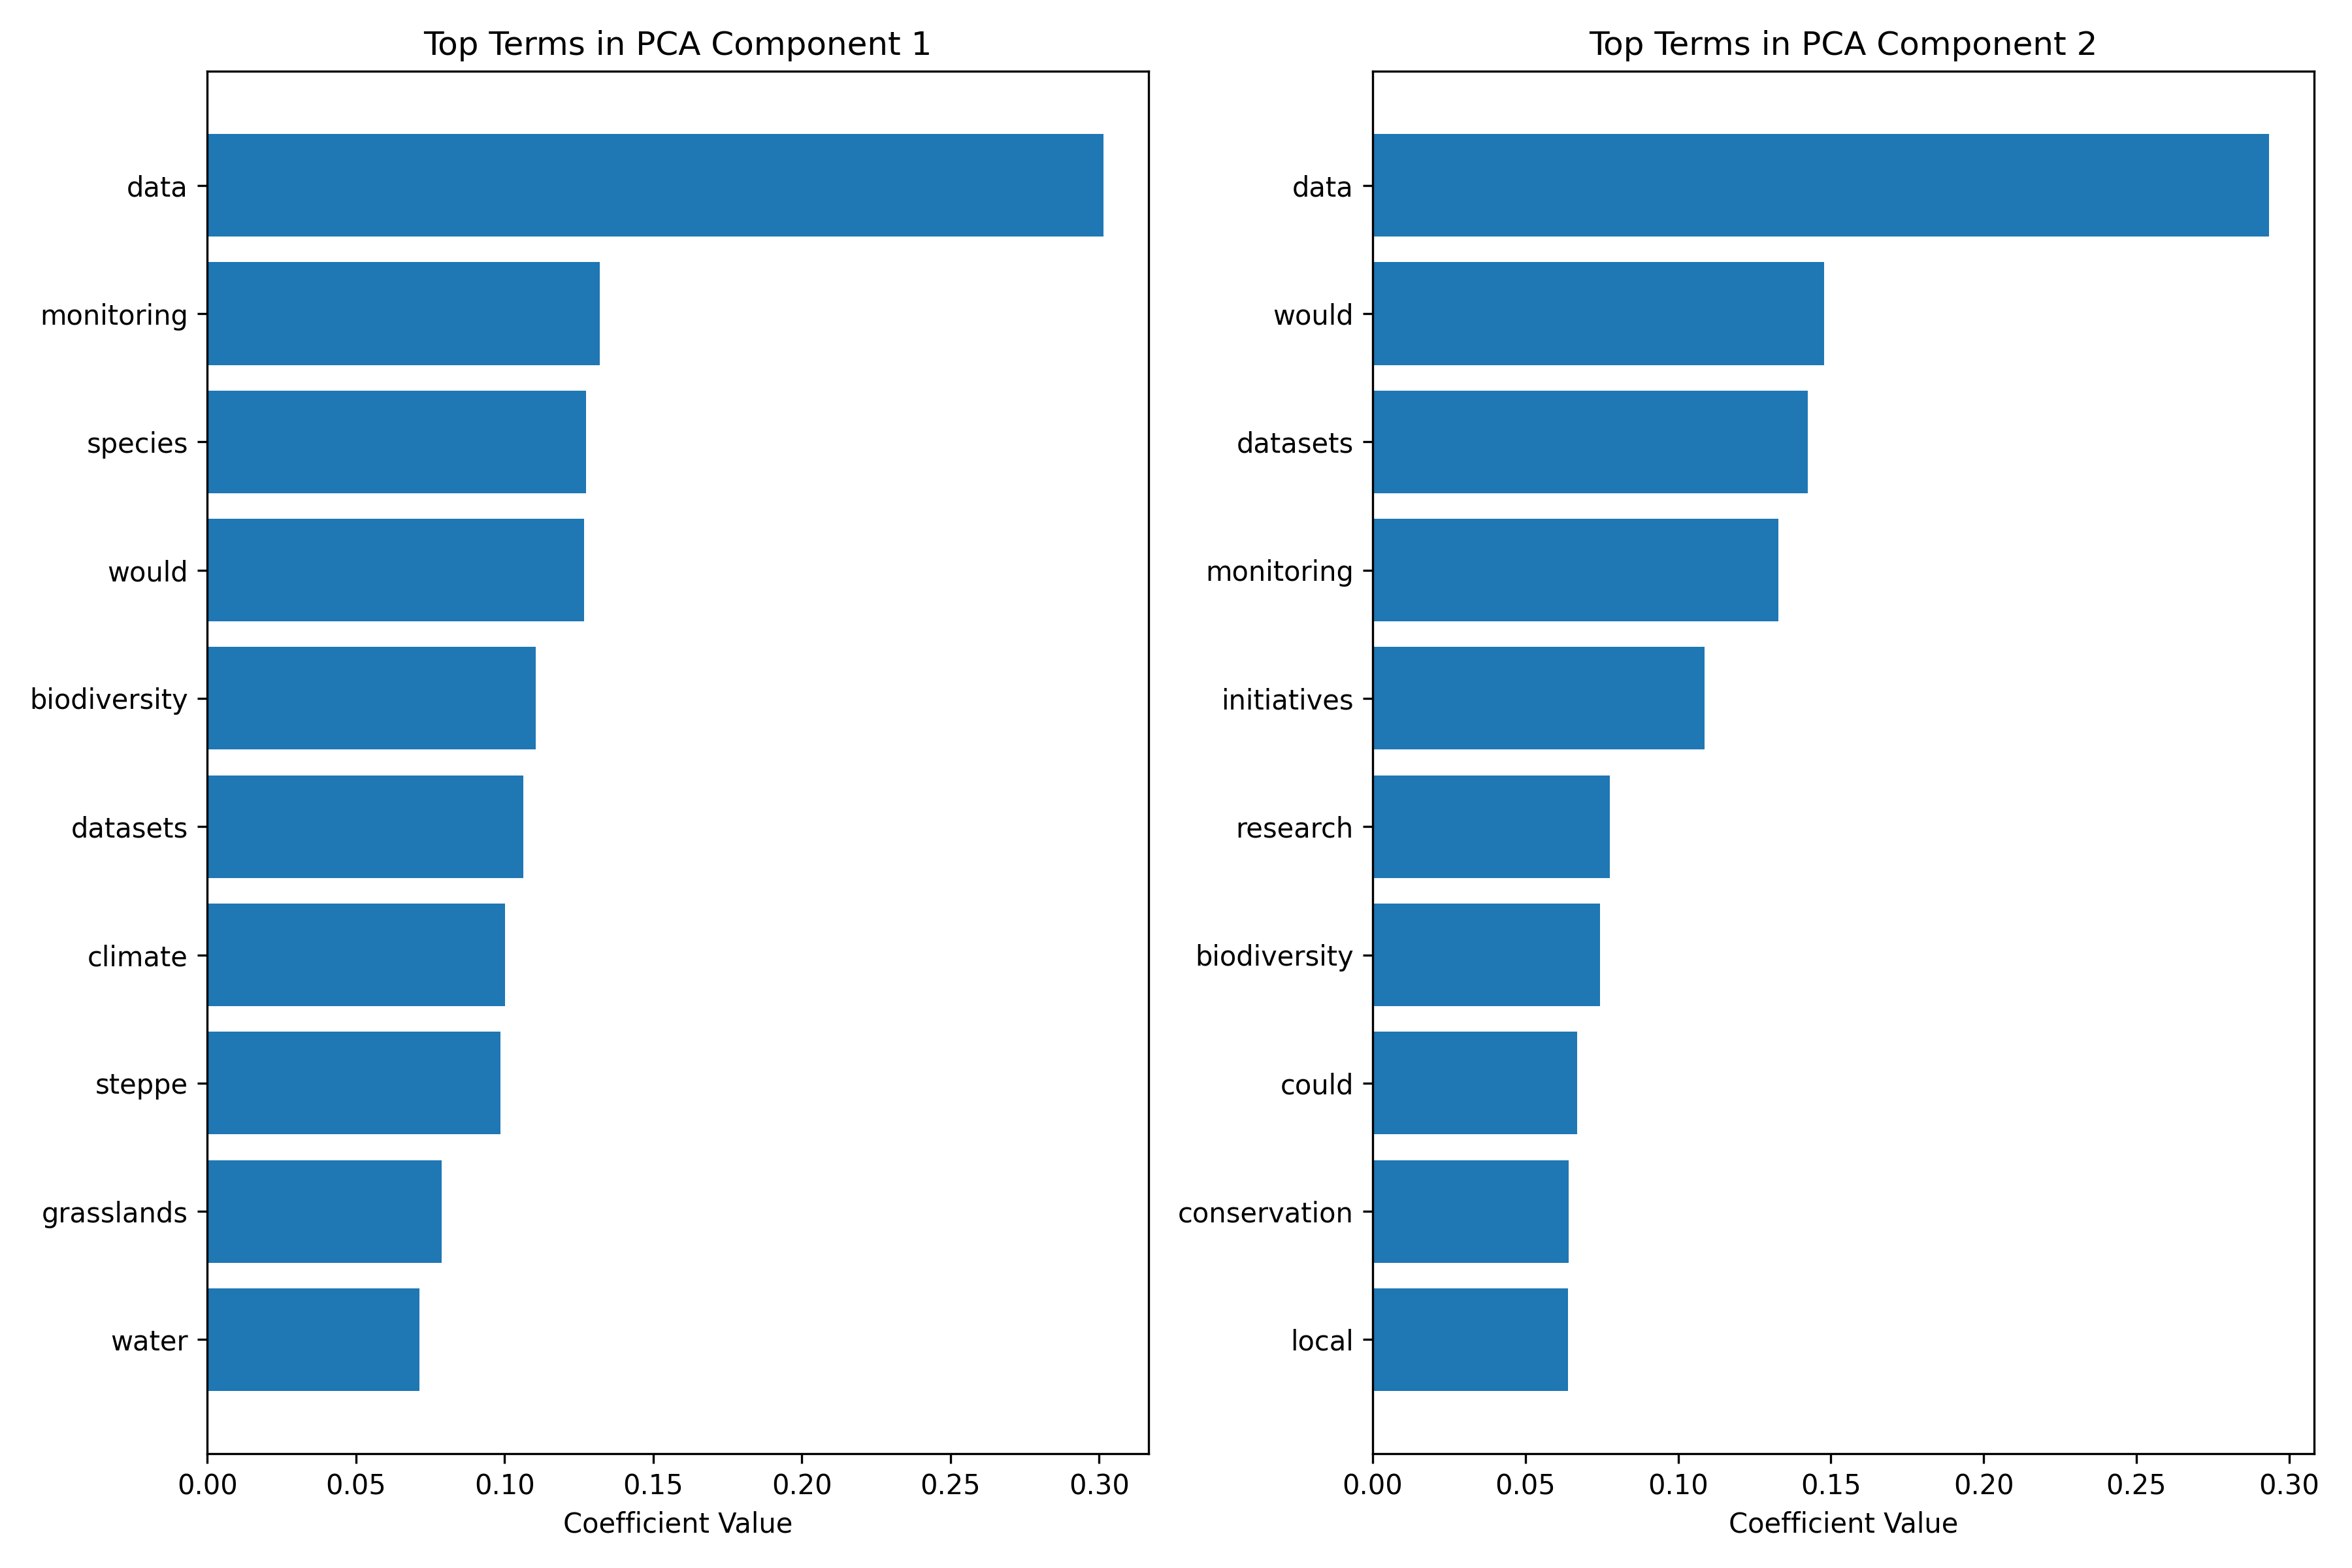 Top Terms in PCA Component 1
data
monitoring
species
would
biodiversity
datasets
climate
steppe
grasslands
water
0.00 0.05 0.10 0.15 0.20 0.25 0.30
Coefficient Value
Top Terms in PCA Component 2
data
would
datasets
monitoring
initiatives
research
biodiversity
could
conservation
local
0.00 0.05 0.10 0.15 0.20 0.25 0.30
Coefficient Value